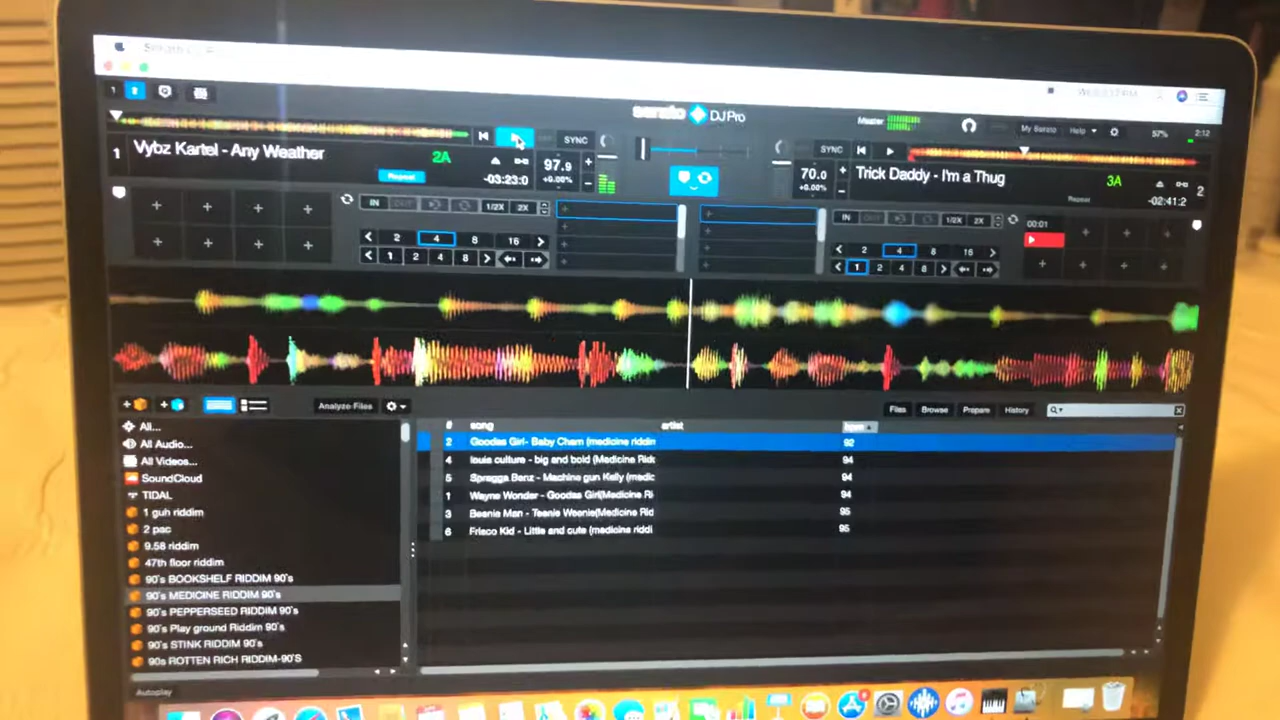 1 2
serato DJ Pro
Master
My Serato Help 57% 2:12
SYNC
SYNC
1 Vybz Kartel - Any Weather 2A
Repeat -03:23:0
97.9
+0.00%
70.0
+0.00%
Trick Daddy - I'm a Thug 3A
Repeat -02:41:2 2
IN OUT 1/2X 2X
2 4 8 16
1 2 4 8
IN OUT 1/2X 2X
2 4 8 16
1 2 4 8
00:01
Analyze Files
Files Browse Prepare History
All...
All Audio...
All Videos...
SoundCloud
TIDAL
1 guh riddim
2 pac
9.58 riddim
47th floor riddim
90's BOOKSHELF RIDDIM 90's
90's MEDICINE RIDDIM 90's
90's PEPPERSEED RIDDIM 90's
90's Play ground Riddim 90's
90's STINK RIDDIM 90's
90s ROTTEN RICH RIDDIM-90'S
# song artist bpm
2 Goodas Girl- Baby Cham (medicine riddim 92
4 louis culture - big and bold (Medicine Ridd 94
5 Spragga Benz - Machine gun Kelly (medic 94
1 Wayne Wonder - Goodas Girl(Medicine Ri 94
3 Beenie Man - Teenie Weenie(Medicine Rid 95
6 Frisco Kid - Little and cute (medicine riddi 95
Autoplay